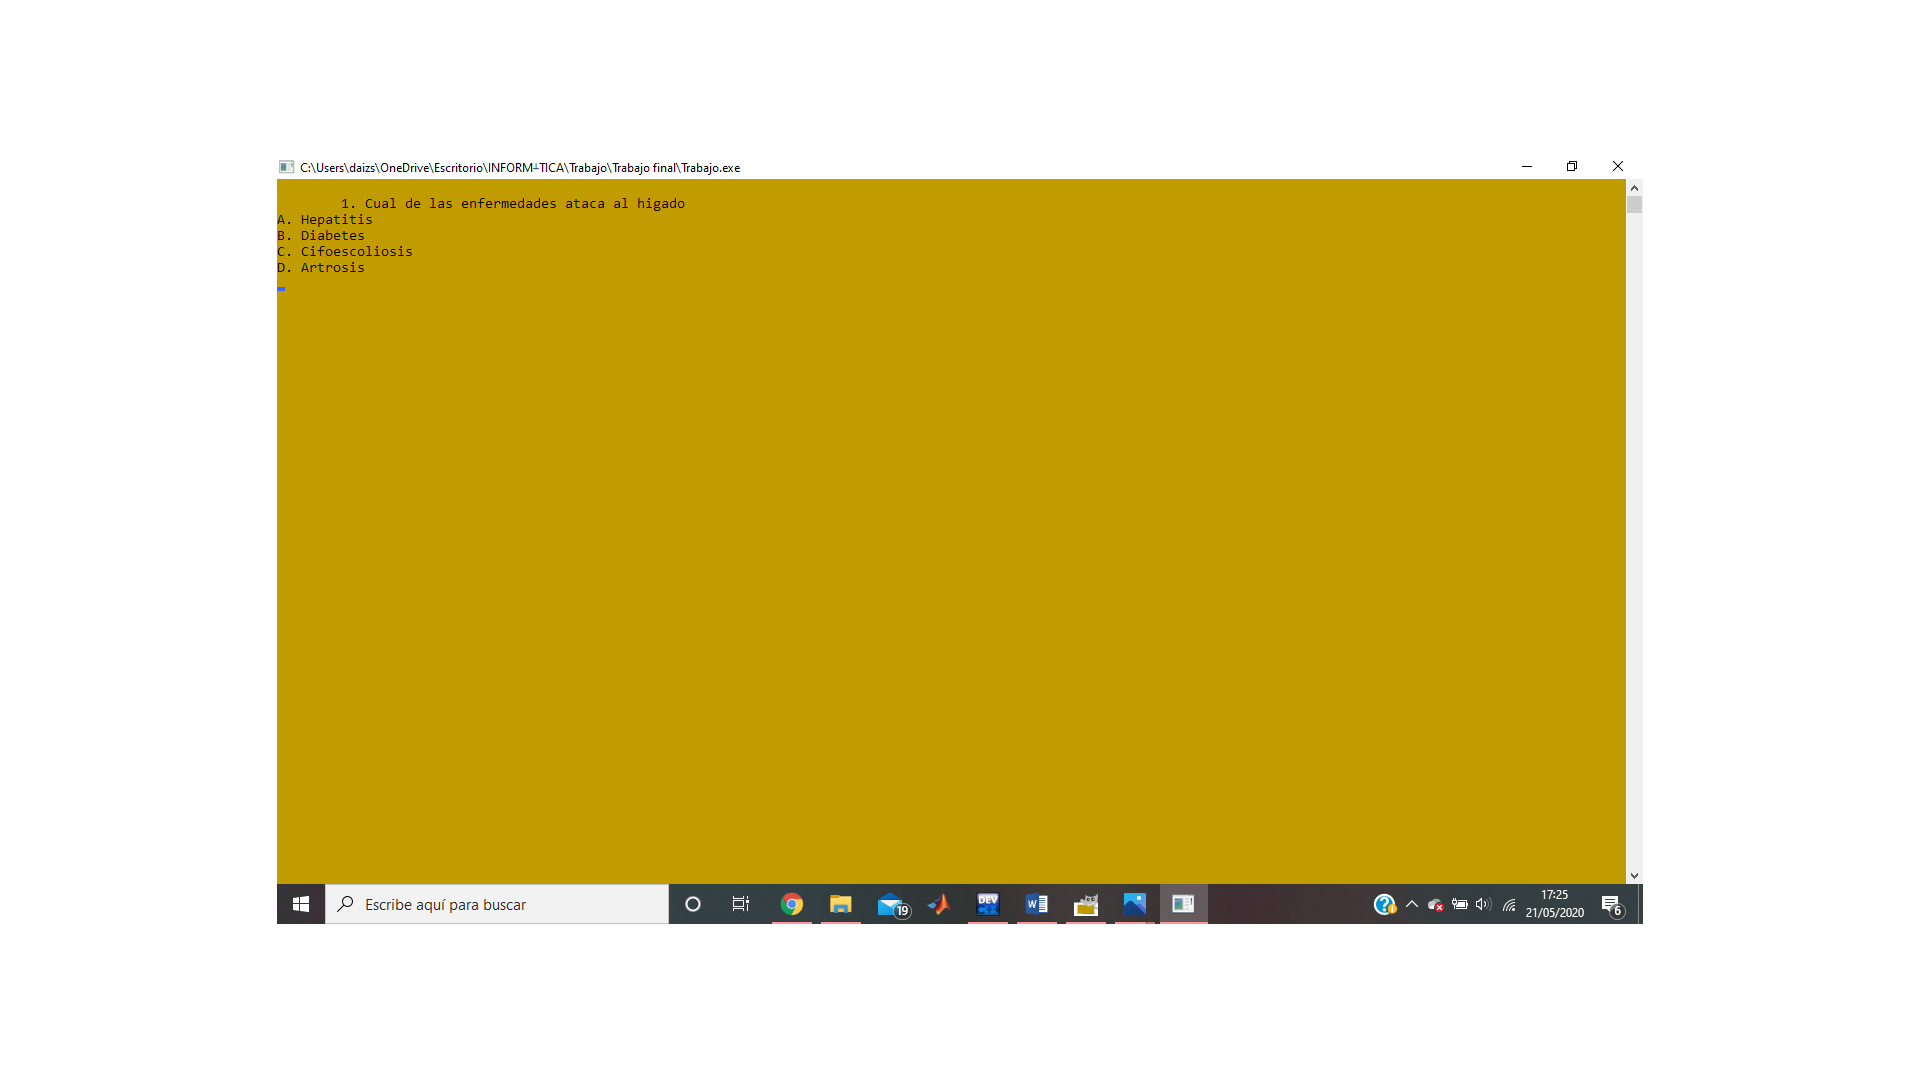 C:\Users\daizs\OneDrive\Escritorio\INFORM┴TICA\Trabajo\Trabajo final\Trabajo.exe
1. Cual de las enfermedades ataca al higado
A. Hepatitis
B. Diabetes
C. Cifoescoliosis
D. Artrosis
Escribe aquí para buscar
19
DEV
C++
W
17:25
21/05/2020
6